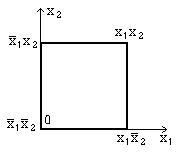 x₂
x̅₁x₂ x₁x₂
x̅₁x̅₂ 0
x₁x̅₂ x₁